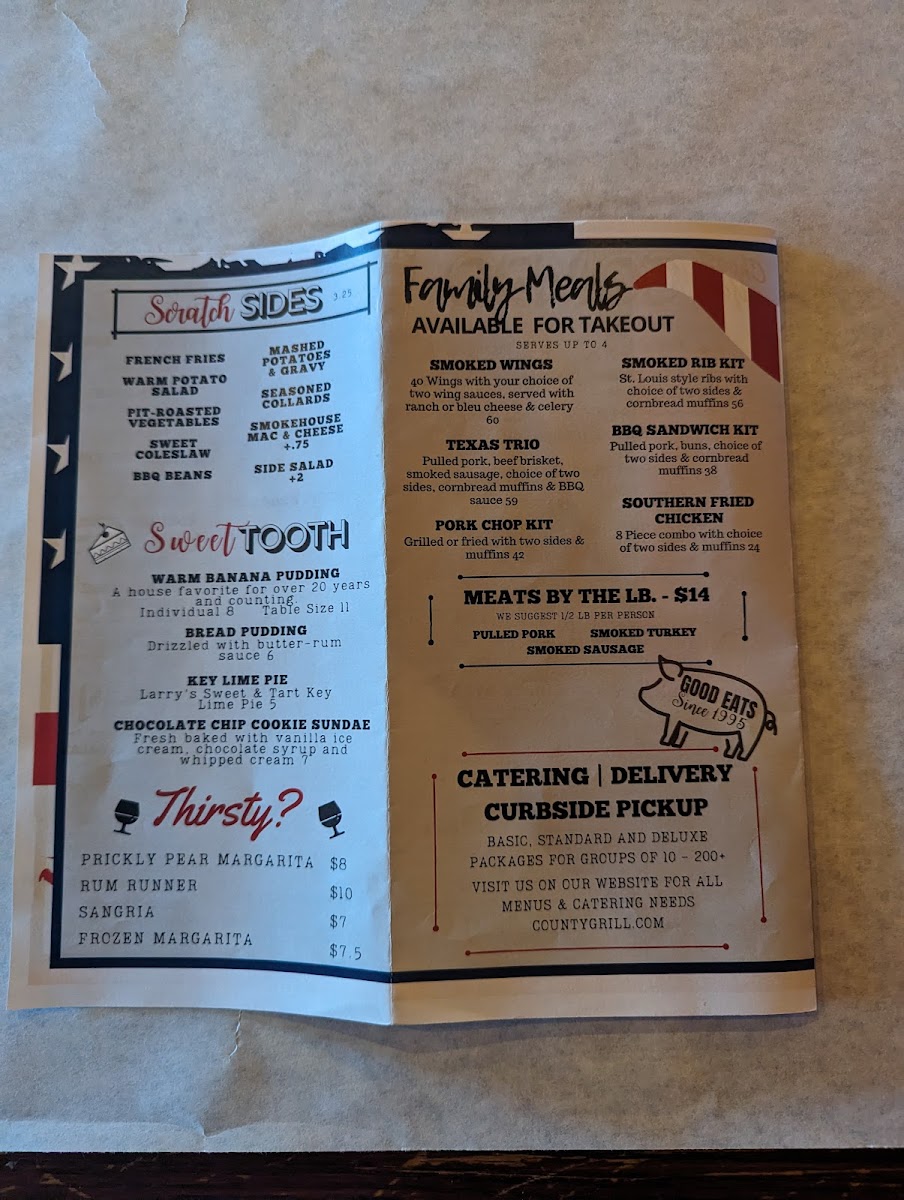 Scratch SIDES 3.25
FRENCH FRIES
WARM POTATO
SALAD
PIT-ROASTED
VEGETABLES
SWEET
COLESLAW
BBQ BEANS
MASHED
POTATOES
& GRAVY
SEASONED
COLLARDS
SMOKEHOUSE
MAC & CHEESE
+.75
SIDE SALAD
+2
Sweet TOOTH
WARM BANANA PUDDING
A house favorite for over 20 years
and counting.
Individual 8 Table Size 11
BREAD PUDDING
Drizzled with butter-rum
sauce 6
KEY LIME PIE
Larry's Sweet & Tart Key
Lime Pie 5
CHOCOLATE CHIP COOKIE SUNDAE
Fresh baked with vanilla ice
cream, chocolate syrup and
whipped cream 7
Thirsty?
PRICKLY PEAR MARGARITA $8
RUM RUNNER $10
SANGRIA $7
FROZEN MARGARITA $7.5
Family Meals
AVAILABLE FOR TAKEOUT
SERVES UP TO 4
SMOKED WINGS
40 Wings with your choice of
two wing sauces, served with
ranch or bleu cheese & celery
60
TEXAS TRIO
Pulled pork, beef brisket,
smoked sausage, choice of two
sides, cornbread muffins & BBQ
sauce 59
PORK CHOP KIT
Grilled or fried with two sides &
muffins 42
SMOKED RIB KIT
St. Louis style ribs with
choice of two sides &
cornbread muffins 56
BBQ SANDWICH KIT
Pulled pork, buns, choice of
two sides & cornbread
muffins 38
SOUTHERN FRIED
CHICKEN
8 Piece combo with choice
of two sides & muffins 24
MEATS BY THE LB. - $14
WE SUGGEST 1/2 LB PER PERSON
PULLED PORK SMOKED TURKEY
SMOKED SAUSAGE
GOOD EATS
Since 1995
CATERING | DELIVERY
CURBSIDE PICKUP
BASIC, STANDARD AND DELUXE
PACKAGES FOR GROUPS OF 10 - 200+
VISIT US ON OUR WEBSITE FOR ALL
MENUS & CATERING NEEDS
COUNTYGRILL.COM